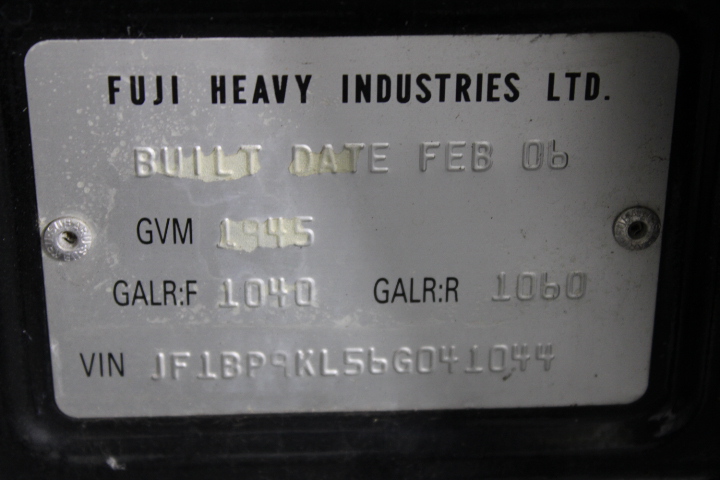 FUJI HEAVY INDUSTRIES LTD.
BUILT DATE FEB 06
GVM 1945
GALR:F 1040 GALR:R 1060
VIN JF1BP9KL56G041044